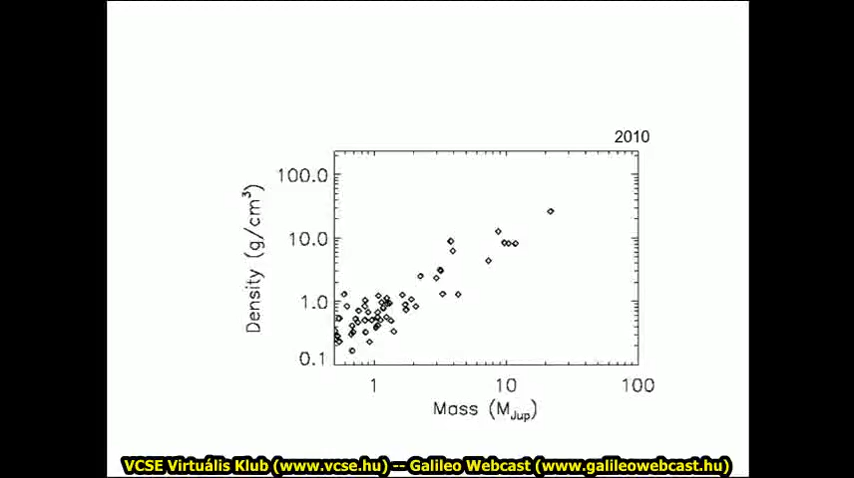 2010
100.0
10.0
1.0
0.1
Density (g/cm³)
1 10 100
Mass (MJup)
VCSE Virtuális Klub (www.vcse.hu) -- Galileo Webcast (www.galileowebcast.hu)